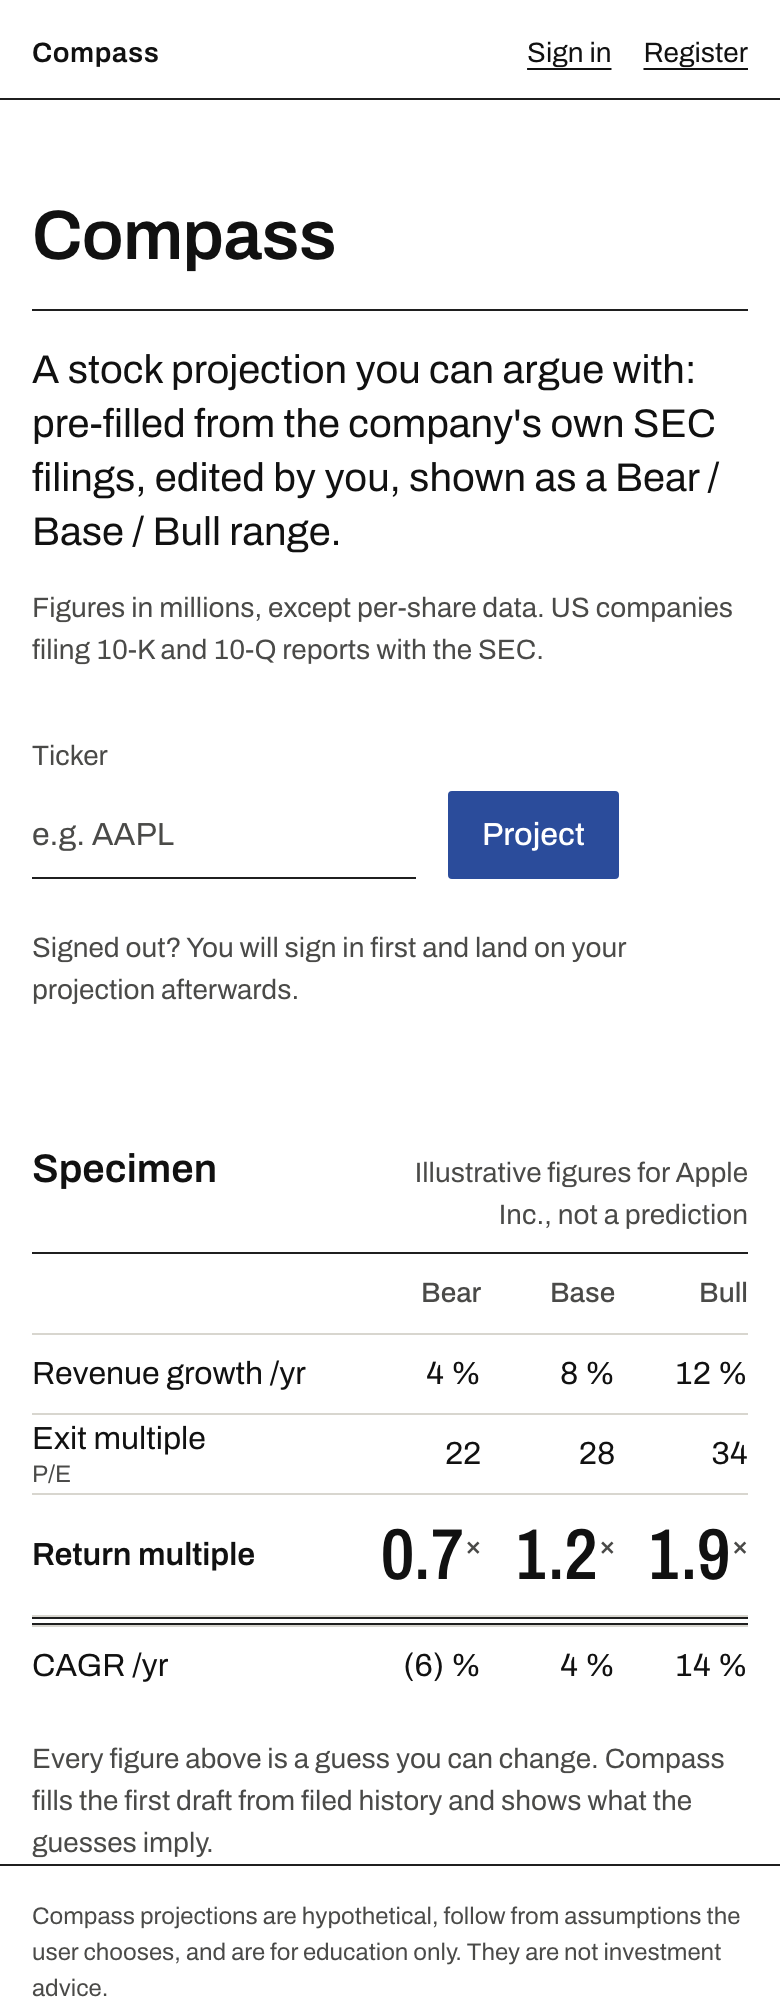 Compass Sign in Register
Compass
A stock projection you can argue with:
pre-filled from the company's own SEC
filings, edited by you, shown as a Bear /
Base / Bull range.
Figures in millions, except per-share data. US companies
filing 10-K and 10-Q reports with the SEC.
Ticker
e.g. AAPL Project
Signed out? You will sign in first and land on your
projection afterwards.
Specimen Illustrative figures for Apple
Inc., not a prediction
Bear Base Bull
Revenue growth /yr 4 % 8 % 12 %
Exit multiple 22 28 34
P/E
Return multiple 0.7× 1.2× 1.9×
CAGR /yr (6) % 4 % 14 %
Every figure above is a guess you can change. Compass
fills the first draft from filed history and shows what the
guesses imply.
Compass projections are hypothetical, follow from assumptions the
user chooses, and are for education only. They are not investment
advice.